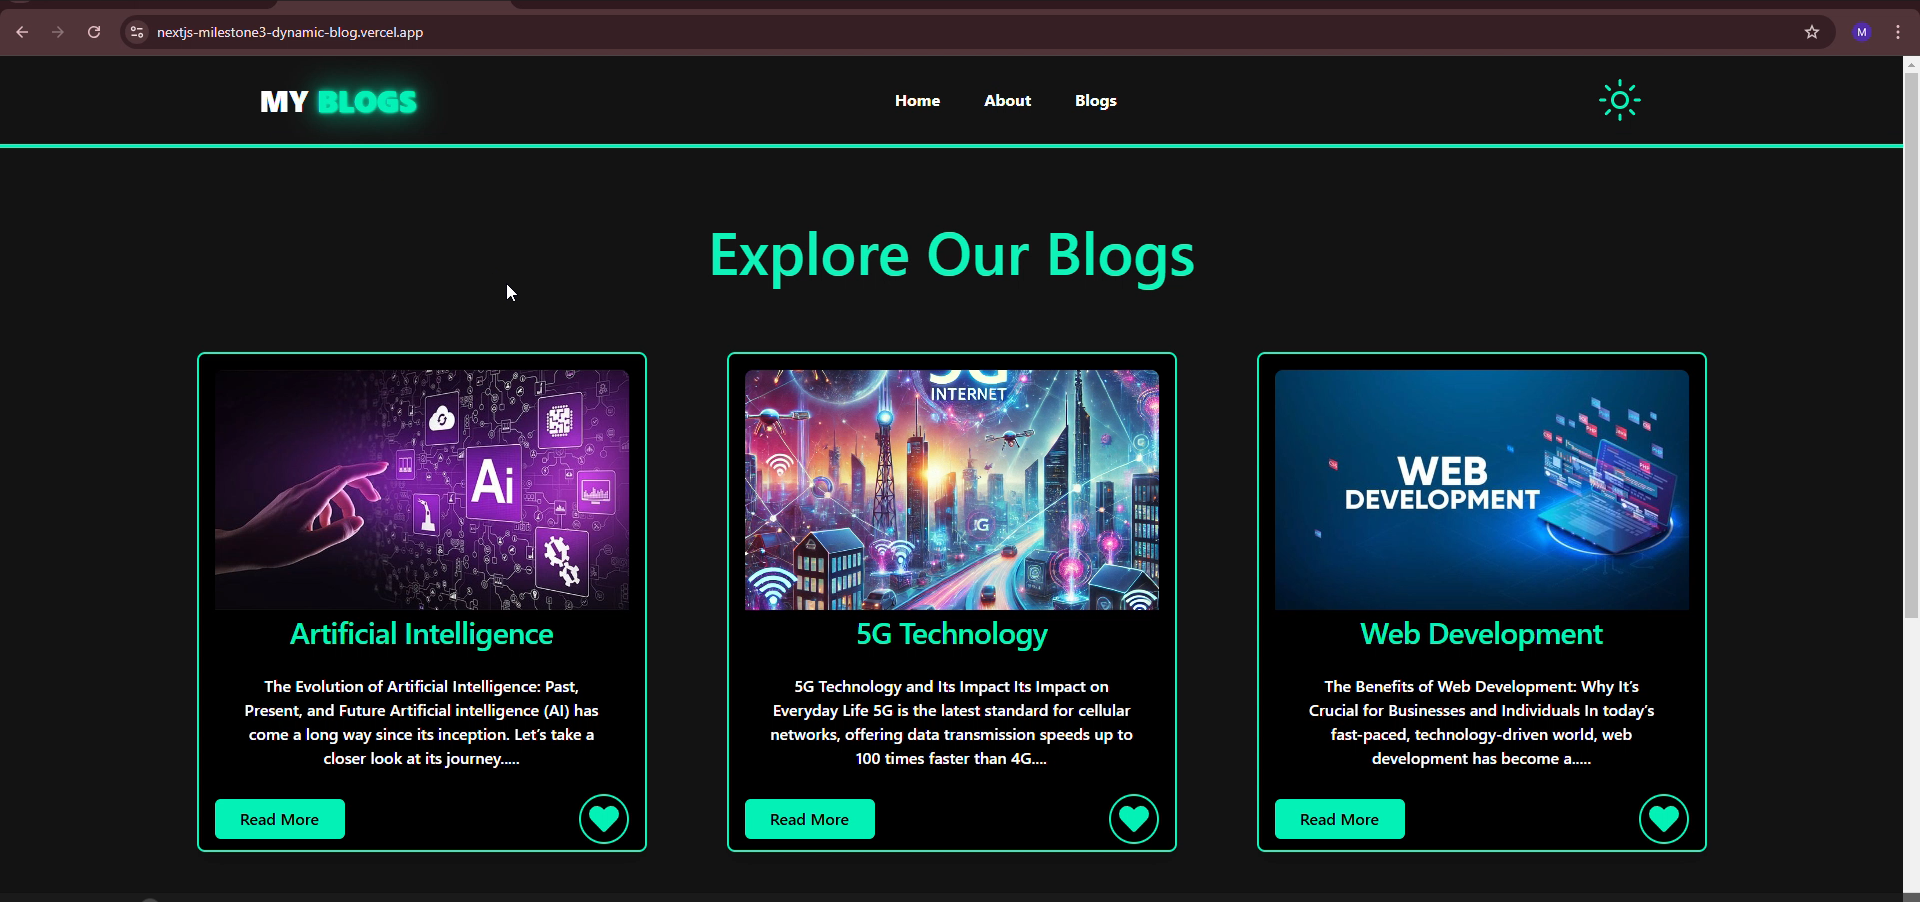 nextjs-milestone3-dynamic-blog.vercel.app
M
MY BLOGS
Home
About
Blogs
Explore Our Blogs
Ai
5G
INTERNET
WEB
DEVELOPMENT
Artificial Intelligence
5G Technology
Web Development
The Evolution of Artificial Intelligence: Past,
Present, and Future Artificial intelligence (AI) has
come a long way since its inception. Let’s take a
closer look at its journey.....
5G Technology and Its Impact Its Impact on
Everyday Life 5G is the latest standard for cellular
networks, offering data transmission speeds up to
100 times faster than 4G....
The Benefits of Web Development: Why It’s
Crucial for Businesses and Individuals In today’s
fast-paced, technology-driven world, web
development has become a.....
Read More
Read More
Read More